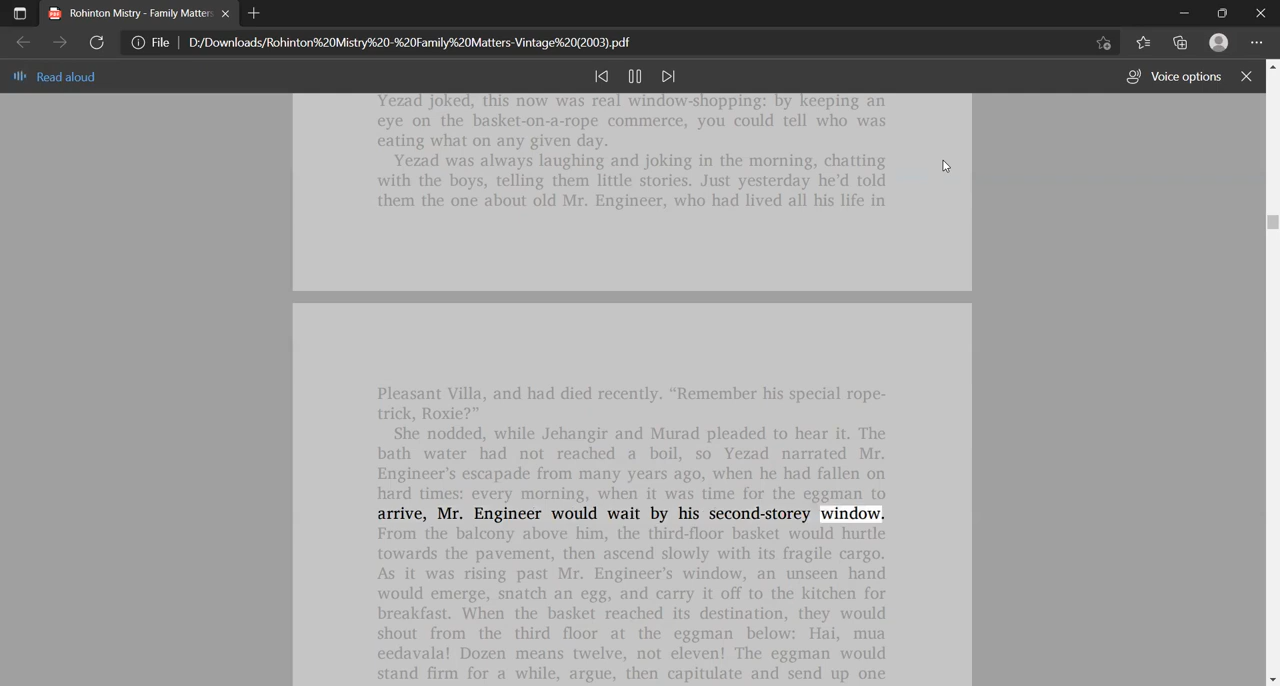 Rohinton Mistry - Family Matters
File D:/Downloads/Rohinton%20Mistry%20-%20Family%20Matters-Vintage%20(2003).pdf
Read aloud Voice options
Yezad joked, this now was real window-shopping: by keeping an
eye on the basket-on-a-rope commerce, you could tell who was
eating what on any given day.
Yezad was always laughing and joking in the morning, chatting
with the boys, telling them little stories. Just yesterday he'd told
them the one about old Mr. Engineer, who had lived all his life in
Pleasant Villa, and had died recently. "Remember his special rope-
trick, Roxie?"
She nodded, while Jehangir and Murad pleaded to hear it. The
bath water had not reached a boil, so Yezad narrated Mr.
Engineer's escapade from many years ago, when he had fallen on
hard times: every morning, when it was time for the eggman to
arrive, Mr. Engineer would wait by his second-storey window.
From the balcony above him, the third-floor basket would hurtle
towards the pavement, then ascend slowly with its fragile cargo.
As it was rising past Mr. Engineer's window, an unseen hand
would emerge, snatch an egg, and carry it off to the kitchen for
breakfast. When the basket reached its destination, they would
shout from the third floor at the eggman below: Hai, mua
eedavala! Dozen means twelve, not eleven! The eggman would
stand firm for a while, argue, then capitulate and send up one